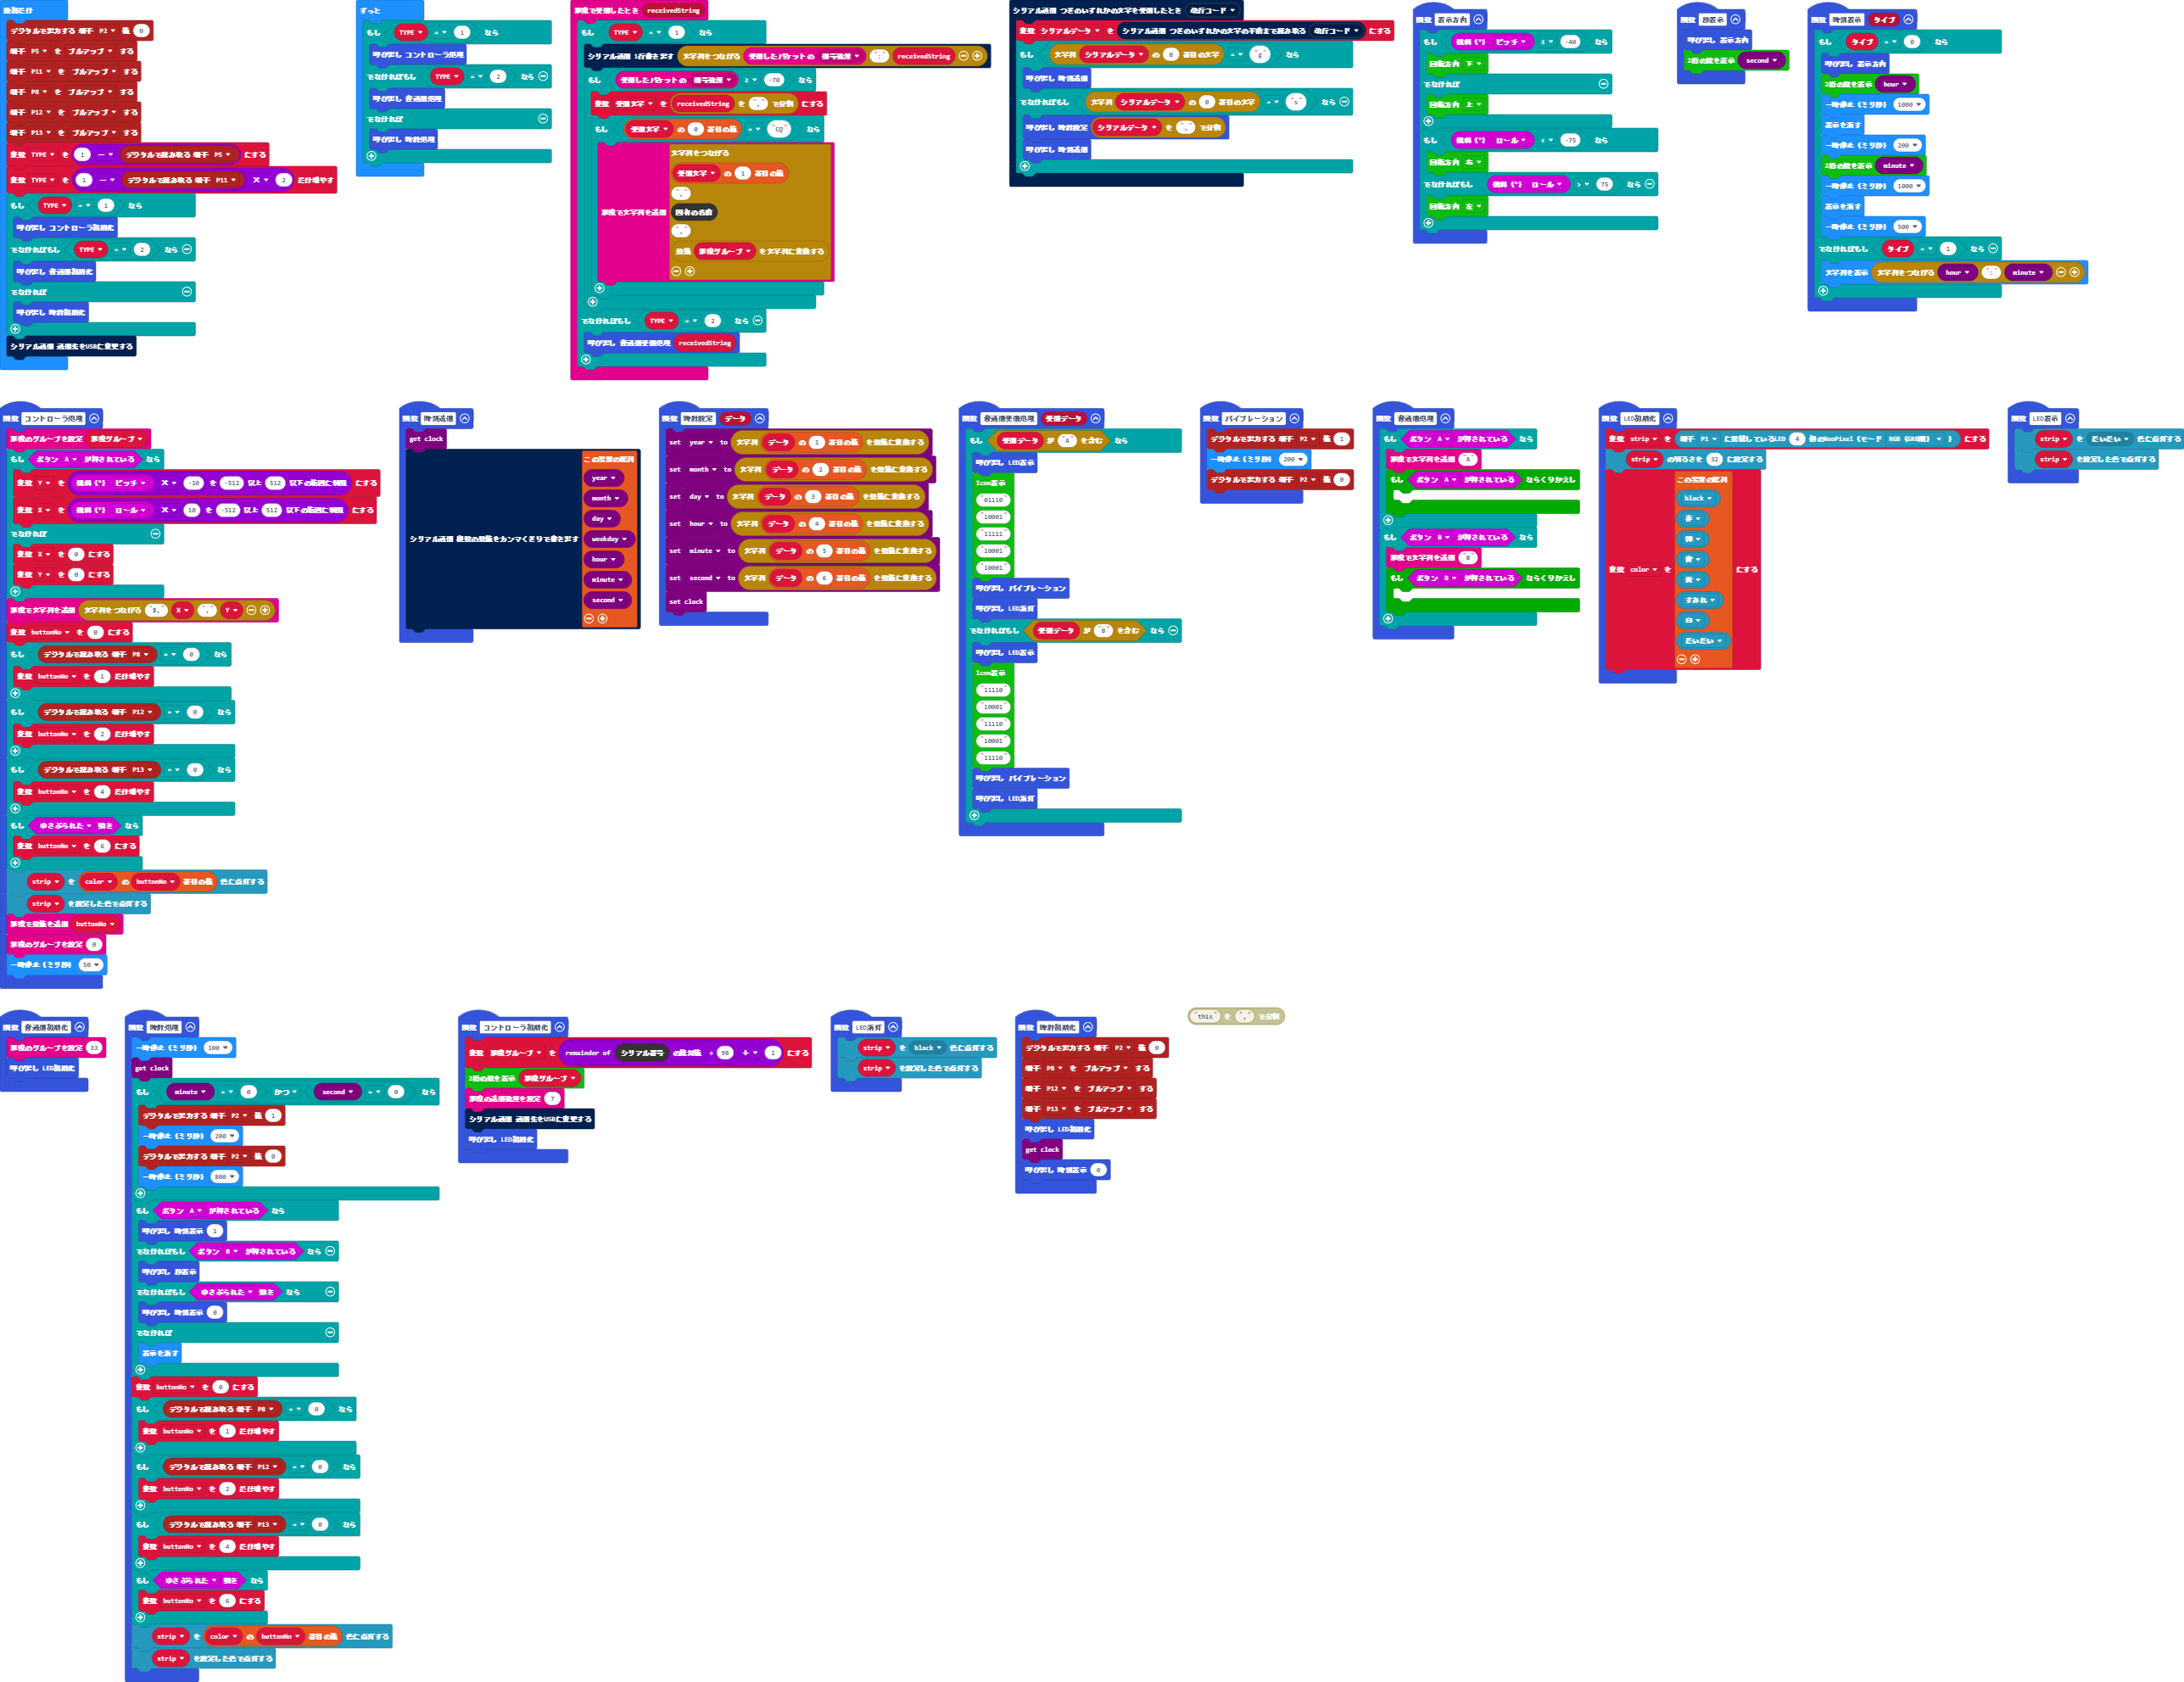 最初だけ
デジタルで出力する 端子 P2 値 0
端子 P5 を プルアップ する
端子 P11 を プルアップ する
端子 P8 を プルアップ する
端子 P12 を プルアップ する
端子 P13 を プルアップ する
変数 TYPE を 1 - デジタルで読み取る 端子 P5 にする
変数 TYPE を 1 - デジタルで読み取る 端子 P11 × 2 だけ増やす
もし TYPE = 1 なら
呼び出し コントローラ初期化
でなければもし TYPE = 2 なら
呼び出し 音通信初期化
でなければ
呼び出し 時計初期化
シリアル通信 通信先をUSBに変更する
ずっと
もし TYPE = 1 なら
呼び出し コントローラ処理
でなければもし TYPE = 2 なら
呼び出し 音通信処理
でなければ
呼び出し 時計処理
無線で受信したとき receivedString
もし TYPE = 1 なら
シリアル通信 1行書き出す 文字列をつなげる 受信したパケットの 信号強度 ":" receivedString
もし 受信したパケットの 信号強度 ≥ -70 なら
変数 受信文字 を receivedString を "," で分割 にする
もし 受信文字 の 0 番目の値 = "CQ" なら
文字列をつなげる
受信文字 の 1 番目の値
","
無線で文字列を送信 固有の名前
","
数値 無線グループ を文字列に変換する
でなければもし TYPE = 2 なら
呼び出し 音通信受信処理 receivedString
シリアル通信 つぎのいずれかの文字を受信したとき 改行コード
変数 シリアルデータ を シリアル通信 つぎのいずれかの文字の手前まで読み取る 改行コード にする
もし 文字列 シリアルデータ の 0 番目の文字 = "g" なら
呼び出し 時刻送信
でなければもし 文字列 シリアルデータ の 0 番目の文字 = "s" なら
呼び出し 時計設定 シリアルデータ を "," で分割
呼び出し 時刻送信
関数 表示方向
もし 傾斜 (°) ピッチ ≤ -40 なら
回転方向 下
でなければ
回転方向 上
もし 傾斜 (°) ロール < -75 なら
回転方向 右
でなければもし 傾斜 (°) ロール > 75 なら
回転方向 左
関数 秒表示
呼び出し 表示方向
2桁の数を表示 second
関数 時刻表示 タイプ
もし タイプ = 0 なら
呼び出し 表示方向
2桁の数を表示 hour
一時停止 (ミリ秒) 1000
表示を消す
一時停止 (ミリ秒) 200
2桁の数を表示 minute
一時停止 (ミリ秒) 1000
表示を消す
一時停止 (ミリ秒) 500
でなければもし タイプ = 1 なら
文字列を表示 文字列をつなげる hour ":" minute
関数 コントローラ処理
無線のグループを設定 無線グループ
もし ボタン A が押されている なら
変数 Y を 傾斜 (°) ピッチ × -10 を -512 以上 512 以下の範囲に制限 にする
変数 X を 傾斜 (°) ロール × 10 を -512 以上 512 以下の範囲に制限 にする
でなければ
変数 X を 0 にする
変数 Y を 0 にする
無線で文字列を送信 文字列をつなげる "S," X "," Y
変数 buttonNo を 0 にする
もし デジタルで読み取る 端子 P8 = 0 なら
変数 buttonNo を 1 だけ増やす
もし デジタルで読み取る 端子 P12 = 0 なら
変数 buttonNo を 2 だけ増やす
もし デジタルで読み取る 端子 P13 = 0 なら
変数 buttonNo を 4 だけ増やす
もし ゆさぶられた 動き なら
変数 buttonNo を 6 にする
strip を color の buttonNo 番目の値 色に点灯する
strip を設定した色で点灯する
無線で数値を送信 buttonNo
無線のグループを設定 0
一時停止 (ミリ秒) 50
関数 時刻送信
get clock
この要素の配列
year
month
day
シリアル通信 複数の数値をカンマくぎりで書き出す weekday
hour
minute
second
関数 時計設定 データ
set year to 文字列 データ の 1 番目の値 を数値に変換する
set month to 文字列 データ の 2 番目の値 を数値に変換する
set day to 文字列 データ の 3 番目の値 を数値に変換する
set hour to 文字列 データ の 4 番目の値 を数値に変換する
set minute to 文字列 データ の 5 番目の値 を数値に変換する
set second to 文字列 データ の 6 番目の値 を数値に変換する
set clock
関数 音通信受信処理 受信データ
もし 受信データ が "A" を含む なら
呼び出し LED表示
Icon表示
"01110"
"10001"
"11111"
"10001"
"10001"
呼び出し バイブレーション
呼び出し LED消灯
でなければもし 受信データ が "B" を含む なら
呼び出し LED表示
Icon表示
"11110"
"10001"
"11110"
"10001"
"11110"
呼び出し バイブレーション
呼び出し LED消灯
関数 バイブレーション
デジタルで出力する 端子 P2 値 1
一時停止 (ミリ秒) 200
デジタルで出力する 端子 P2 値 0
関数 音通信処理
もし ボタン A が押されている なら
無線で文字列を送信 "A"
もし ボタン A が押されている ならくりかえし
もし ボタン B が押されている なら
無線で文字列を送信 "B"
もし ボタン B が押されている ならくりかえし
関数 LED初期化
変数 strip を 端子 P1 に接続しているLED 4 個のNeoPixel (モード RGB (GRB順) ) にする
strip の明るさを 32 に設定する
この要素の配列
black
赤
緑
青
変数 color を 黄 にする
すみれ
白
だいだい
関数 LED表示
strip を だいだい 色に点灯する
strip を設定した色で点灯する
関数 音通信初期化
無線のグループを設定 33
呼び出し LED初期化
関数 時計処理
一時停止 (ミリ秒) 100
get clock
もし minute = 0 かつ second = 0 なら
デジタルで出力する 端子 P2 値 1
一時停止 (ミリ秒) 200
デジタルで出力する 端子 P2 値 0
一時停止 (ミリ秒) 800
もし ボタン A が押されている なら
呼び出し 時刻表示 1
でなければもし ボタン B が押されている なら
呼び出し 秒表示
でなければもし ゆさぶられた 動き なら
呼び出し 時刻表示 0
でなければ
表示を消す
変数 buttonNo を 0 にする
もし デジタルで読み取る 端子 P8 = 0 なら
変数 buttonNo を 1 だけ増やす
もし デジタルで読み取る 端子 P12 = 0 なら
変数 buttonNo を 2 だけ増やす
もし デジタルで読み取る 端子 P13 = 0 なら
変数 buttonNo を 4 だけ増やす
もし ゆさぶられた 動き なら
変数 buttonNo を 6 にする
strip を color の buttonNo 番目の値 色に点灯する
strip を設定した色で点灯する
関数 コントローラ初期化
変数 無線グループ を remainder of シリアル番号 の絶対値 ÷ 98 + 1 にする
2桁の数を表示 無線グループ
無線の送信強度を設定 7
シリアル通信 通信先をUSBに変更する
呼び出し LED初期化
関数 LED消灯
strip を black 色に点灯する
strip を設定した色で点灯する
関数 時計初期化
デジタルで出力する 端子 P2 値 0
端子 P8 を プルアップ する
端子 P12 を プルアップ する
端子 P13 を プルアップ する
呼び出し LED初期化
get clock
呼び出し 時刻表示 0
"this" を "," で分割